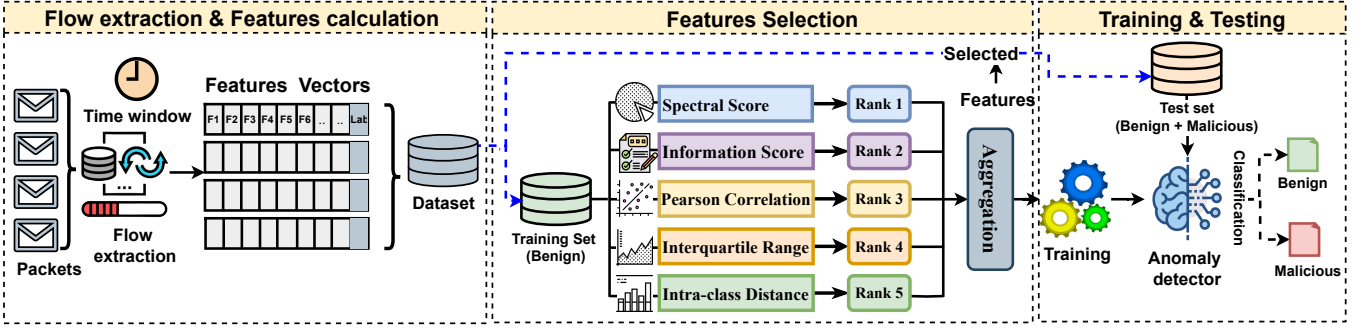 Flow extraction & Features calculation
Features Selection
Training & Testing
Time window
Packets
...
Flow
extraction
Features Vectors
F1 F2 F3 F4 F5 F6 .. .. Lab
Dataset
Training Set
(Benign)
Spectral Score
Rank 1
Information Score
Rank 2
Pearson Correlation
Rank 3
Interquartile Range
Rank 4
Intra-class Distance
Rank 5
Selected
Features
Aggregation
Test set
(Benign + Malicious)
Training
Anomaly
detector
Classification
Benign
Malicious